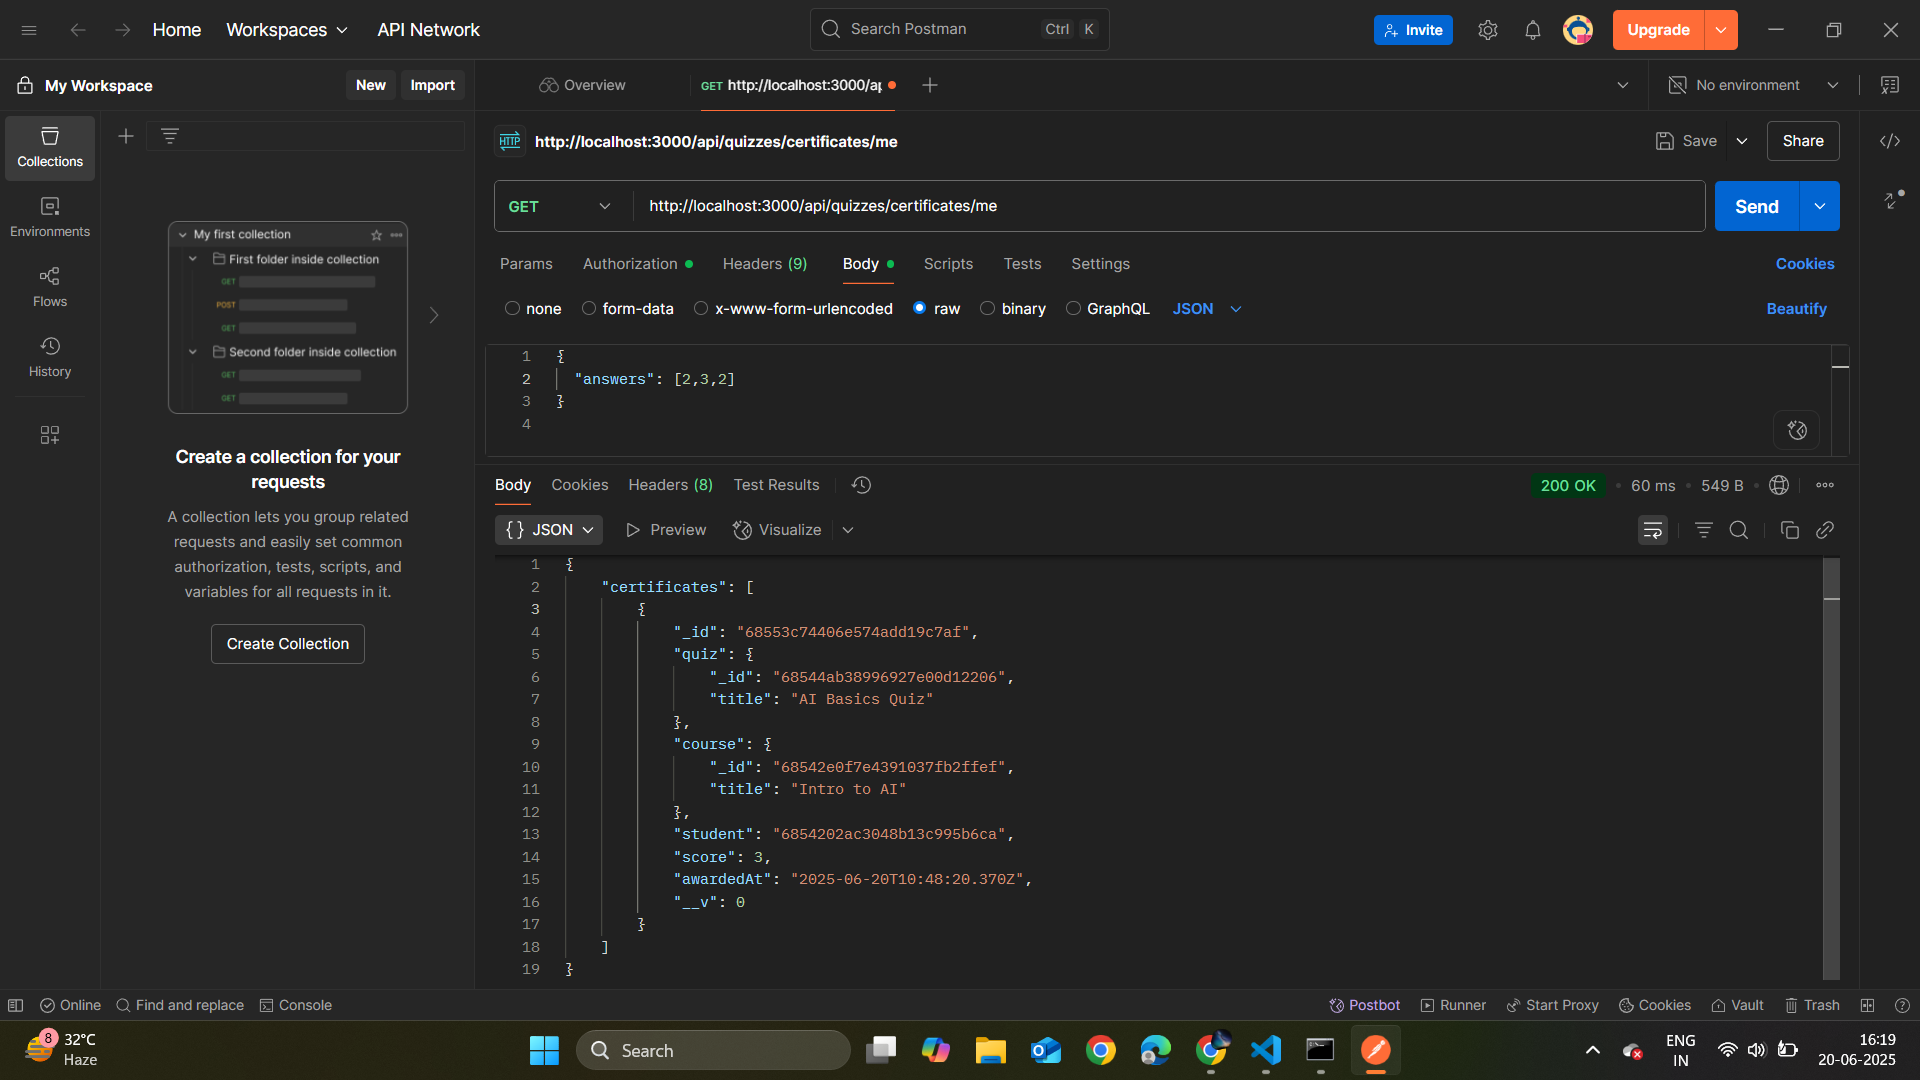 Home
Workspaces
API Network
Search Postman
Ctrl K
Invite
Upgrade
My Workspace
New
Import
Overview
GET http://localhost:3000/ap
No environment
Collections
Environments
Flows
History
My first collection
First folder inside collection
GET
POST
GET
Second folder inside collection
GET
GET
Create a collection for your
requests
A collection lets you group related
requests and easily set common
authorization, tests, scripts, and
variables for all requests in it.
Create Collection
HTTP http://localhost:3000/api/quizzes/certificates/me
Save
Share
GET
http://localhost:3000/api/quizzes/certificates/me
Send
Params
Authorization
Headers (9)
Body
Scripts
Tests
Settings
Cookies
none
form-data
x-www-form-urlencoded
raw
binary
GraphQL
JSON
Beautify
1 {
2 "answers": [2,3,2]
3 }
4
Body
Cookies
Headers (8)
Test Results
200 OK
60 ms
549 B
{} JSON
Preview
Visualize
1 {
2 "certificates": [
3 {
4 "_id": "68553c74406e574add19c7af",
5 "quiz": {
6 "_id": "68544ab38996927e00d12206",
7 "title": "AI Basics Quiz"
8 },
9 "course": {
10 "_id": "68542e0f7e4391037fb2ffef",
11 "title": "Intro to AI"
12 },
13 "student": "6854202ac3048b13c995b6ca",
14 "score": 3,
15 "awardedAt": "2025-06-20T10:48:20.370Z",
16 "__v": 0
17 }
18 ]
19 }
Online
Find and replace
Console
Postbot
Runner
Start Proxy
Cookies
Vault
Trash
8
32°C
Haze
Search
ENG
IN
16:19
20-06-2025